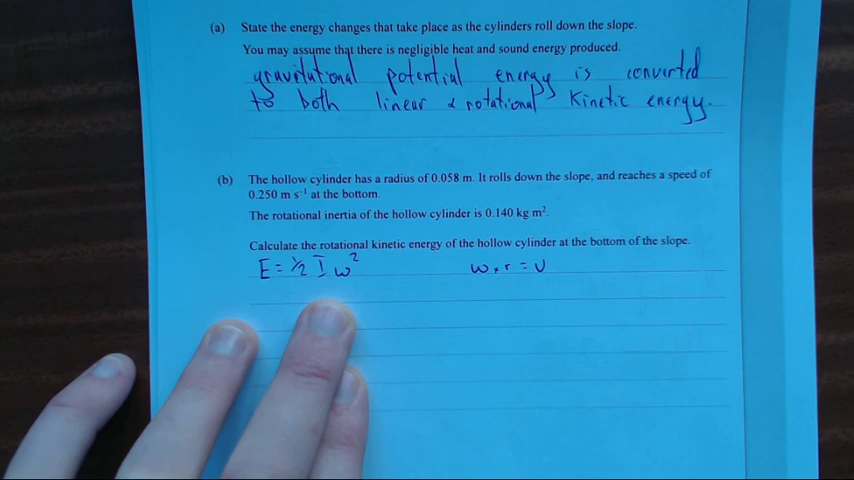 (a) State the energy changes that take place as the cylinders roll down the slope.
You may assume that there is negligible heat and sound energy produced.
gravitational potential energy is converted
to both linear & rotational kinetic energy.
(b) The hollow cylinder has a radius of 0.058 m. It rolls down the slope, and reaches a speed of
0.250 m s⁻¹ at the bottom.
The rotational inertia of the hollow cylinder is 0.140 kg m².
Calculate the rotational kinetic energy of the hollow cylinder at the bottom of the slope.
E = ½ I ω² ω × r = v